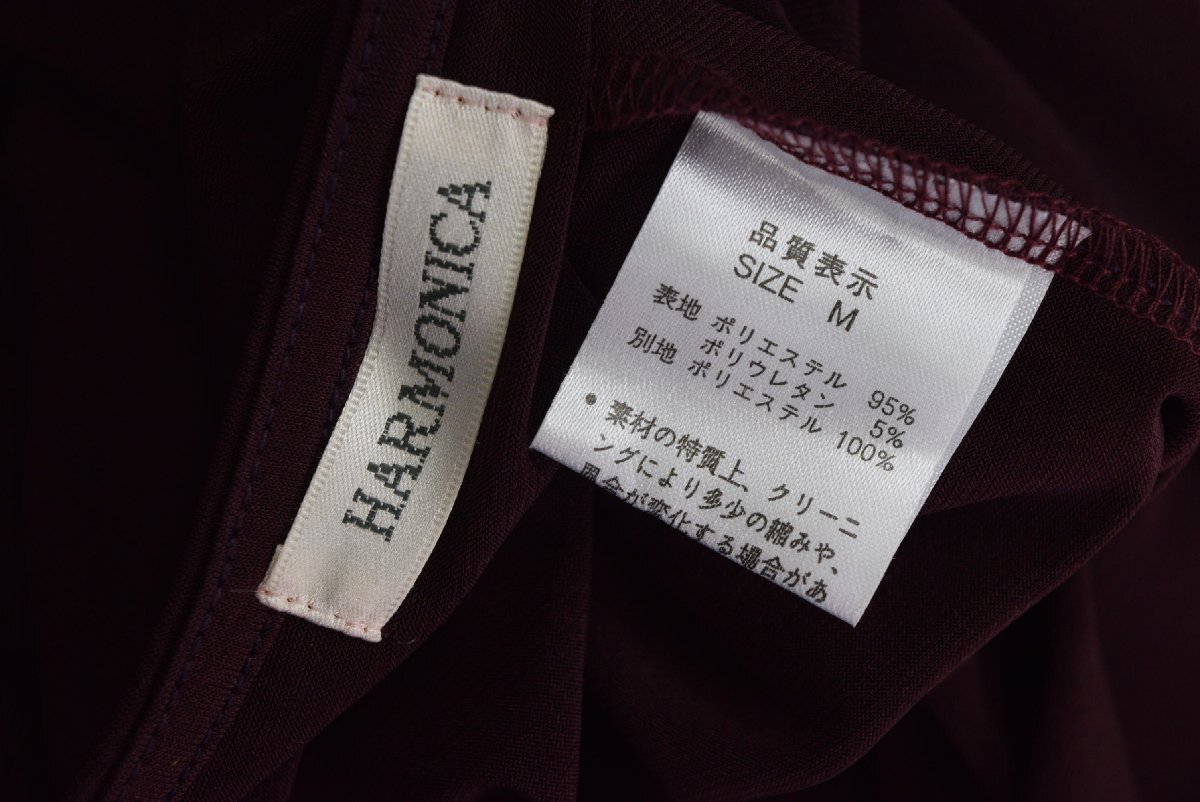 HARMONICA
品質表示
SIZE M
表地 ポリエステル 95%
ポリウレタン 5%
別地 ポリエステル 100%
• 素材の特質上、クリーニ
ングにより多少の縮みや、
風合が変化する場合があ